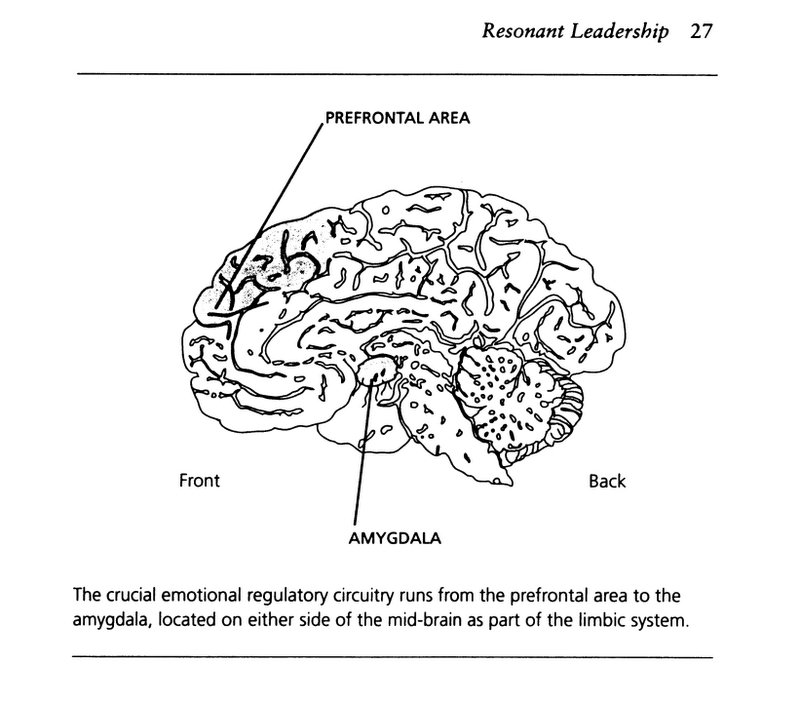 Resonant Leadership 27
PREFRONTAL AREA
Front Back
AMYGDALA
The crucial emotional regulatory circuitry runs from the prefrontal area to the
amygdala, located on either side of the mid-brain as part of the limbic system.